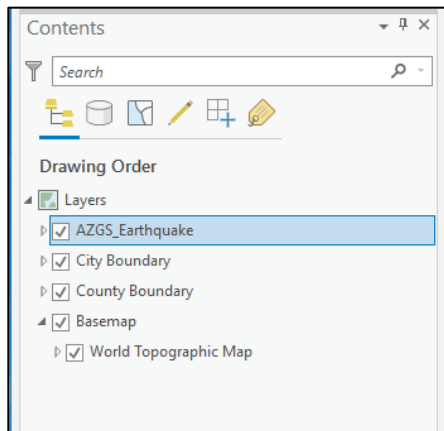 Contents
Search
Drawing Order
Layers
AZGS_Earthquake
City Boundary
County Boundary
Basemap
World Topographic Map